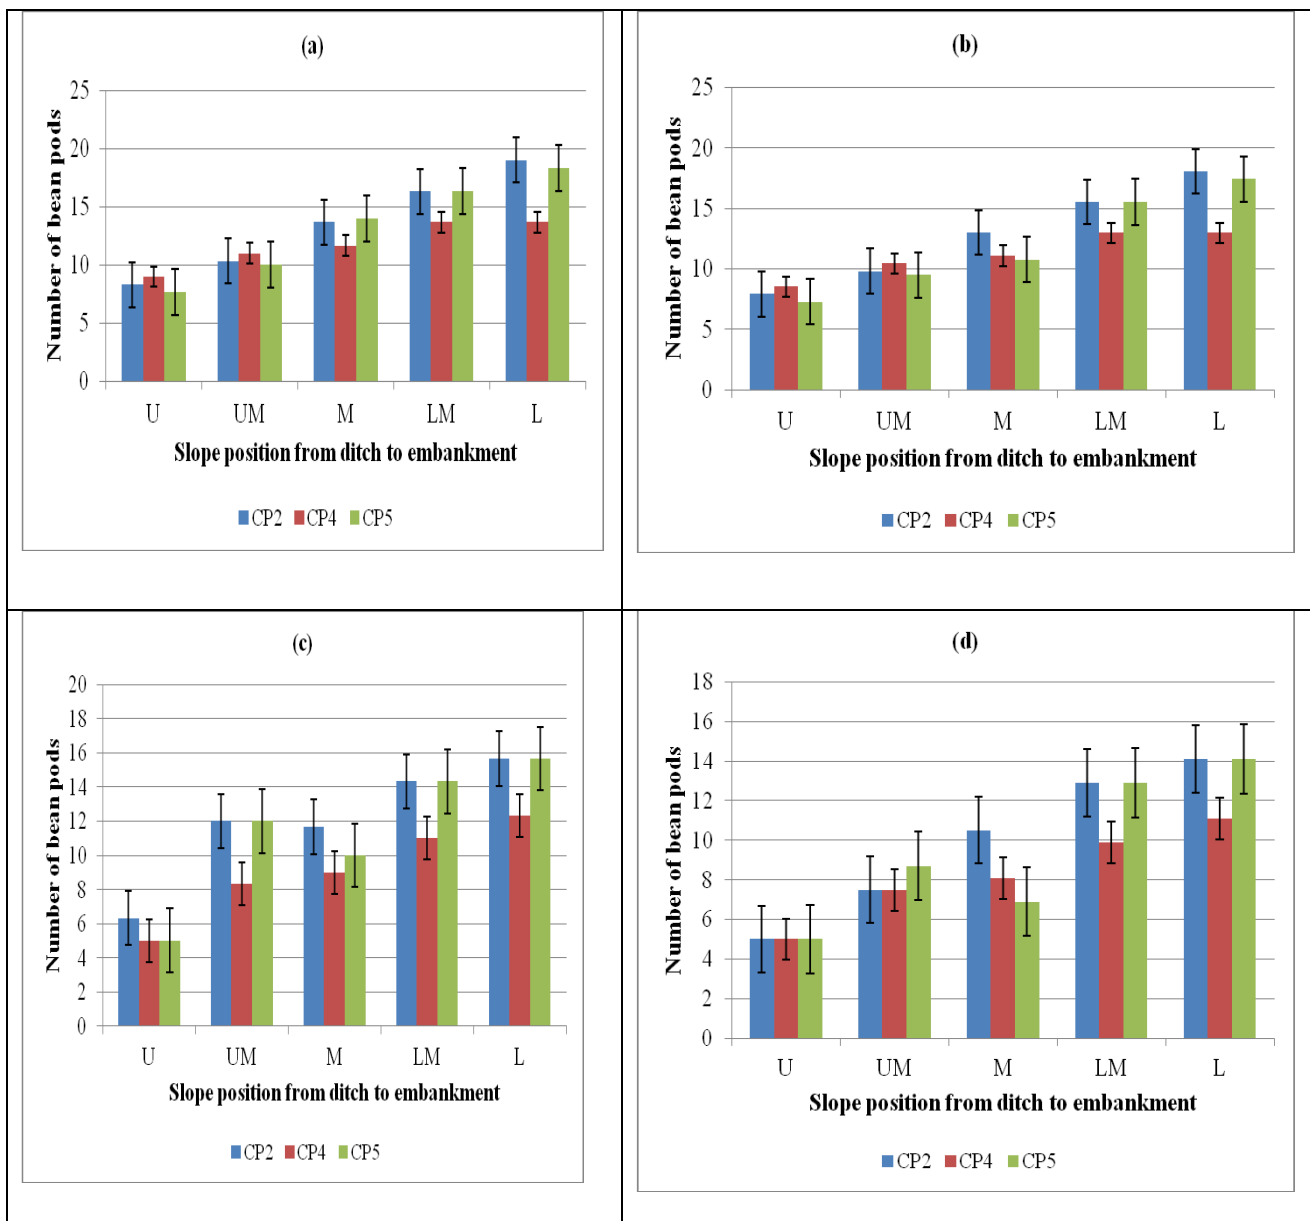 (a)
Number of bean pods
25
20
15
10
5
0
U UM M LM L
Slope position from ditch to embankment
CP2 CP4 CP5
(b)
Number of bean pods
25
20
15
10
5
0
U UM M LM L
Slope position from ditch to embankment
CP2 CP4 CP5
(c)
Number of bean pods
20
18
16
14
12
10
8
6
4
2
0
U UM M LM L
Slope position from ditch to embankment
CP2 CP4 CP5
(d)
Number of bean pods
18
16
14
12
10
8
6
4
2
0
U UM M LM L
Slope position from ditch to embankment
CP2 CP4 CP5